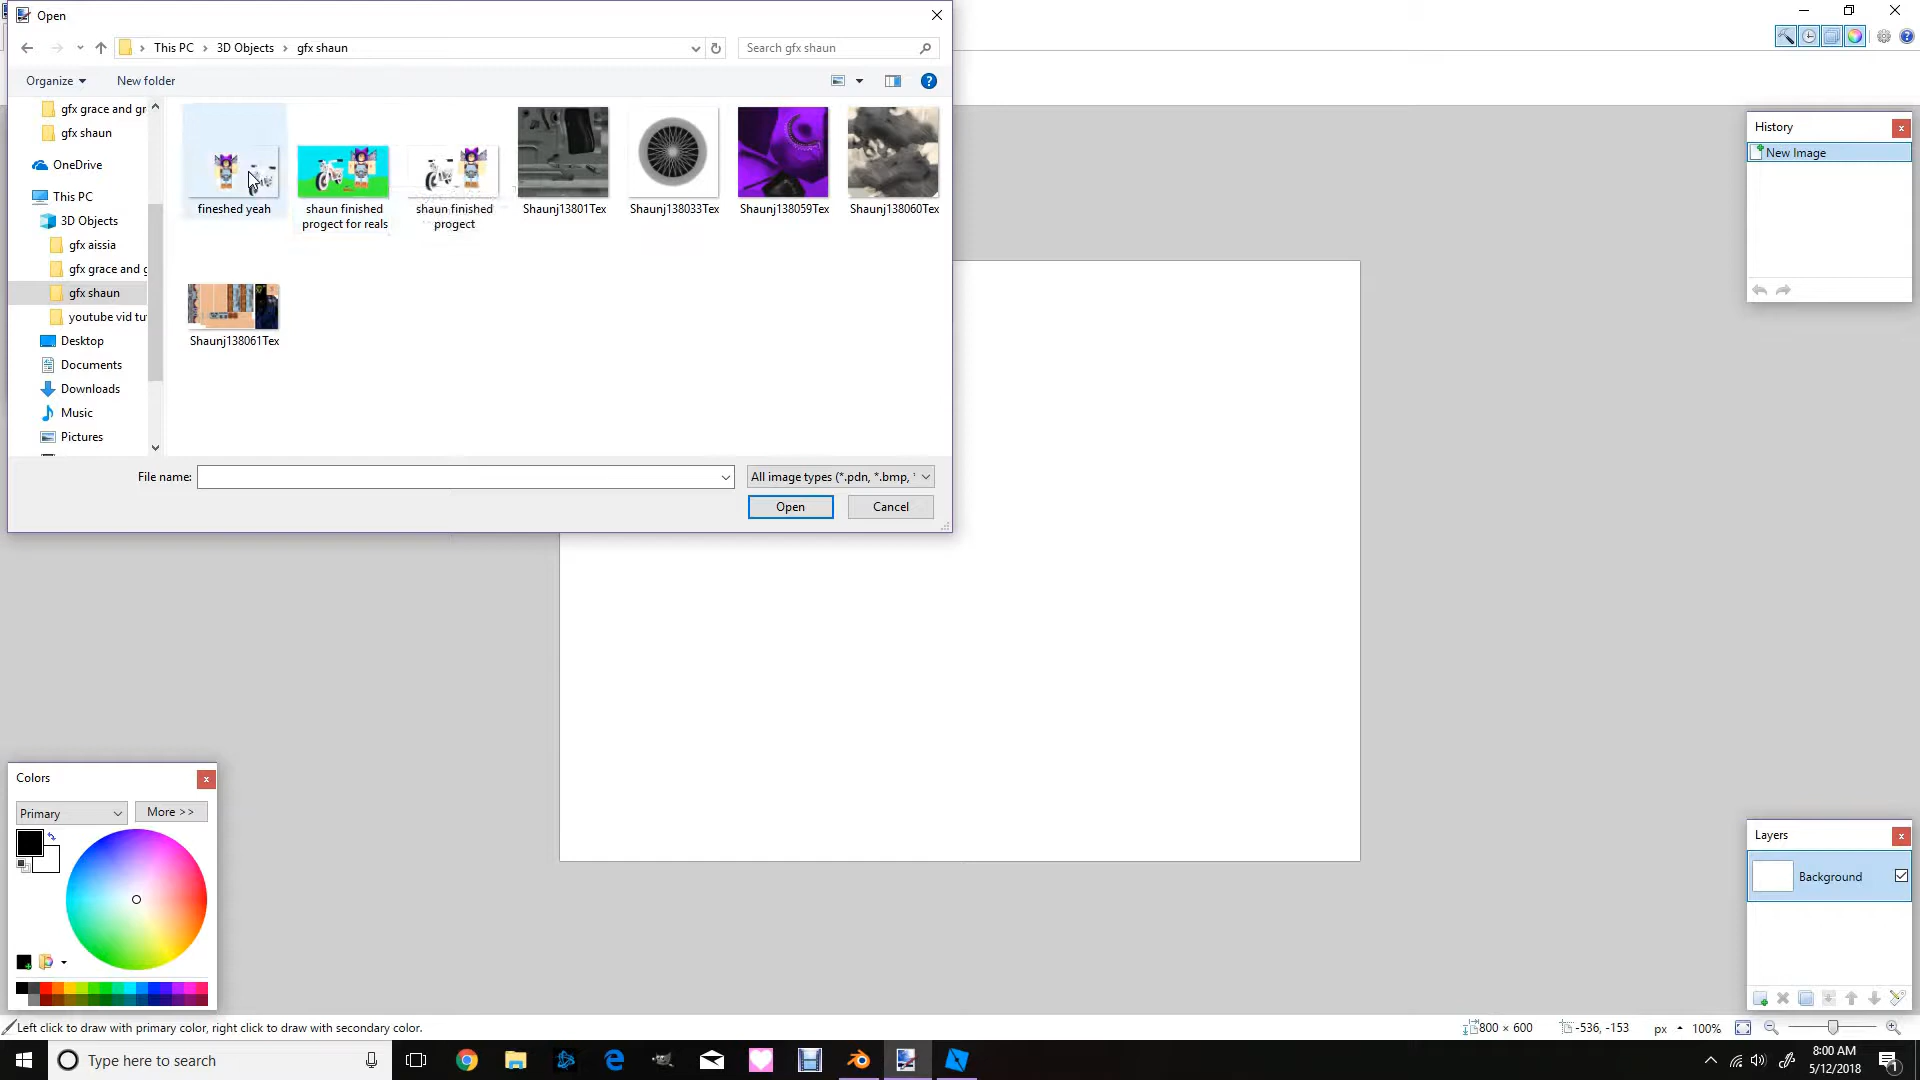 Open
This PC > 3D Objects > gfx shaun
Search gfx shaun
Organize
New folder
gfx grace and gr
gfx shaun
OneDrive
This PC
3D Objects
gfx aissia
gfx grace and g
gfx shaun
youtube vid tu
Desktop
Documents
Downloads
Music
Pictures
fineshed yeah
shaun finished
progect for reals
shaun finished
progect
Shaunj13801Tex
Shaunj138033Tex
Shaunj138059Tex
Shaunj138060Tex
Shaunj138061Tex
File name:
All image types (*.pdn, *.bmp, *
Open
Cancel
History
New Image
Colors
Primary
More >>
Layers
Background
Left click to draw with primary color, right click to draw with secondary color.
800 × 600
-536, -153
px
100%
Type here to search
8:00 AM
5/12/2018
1